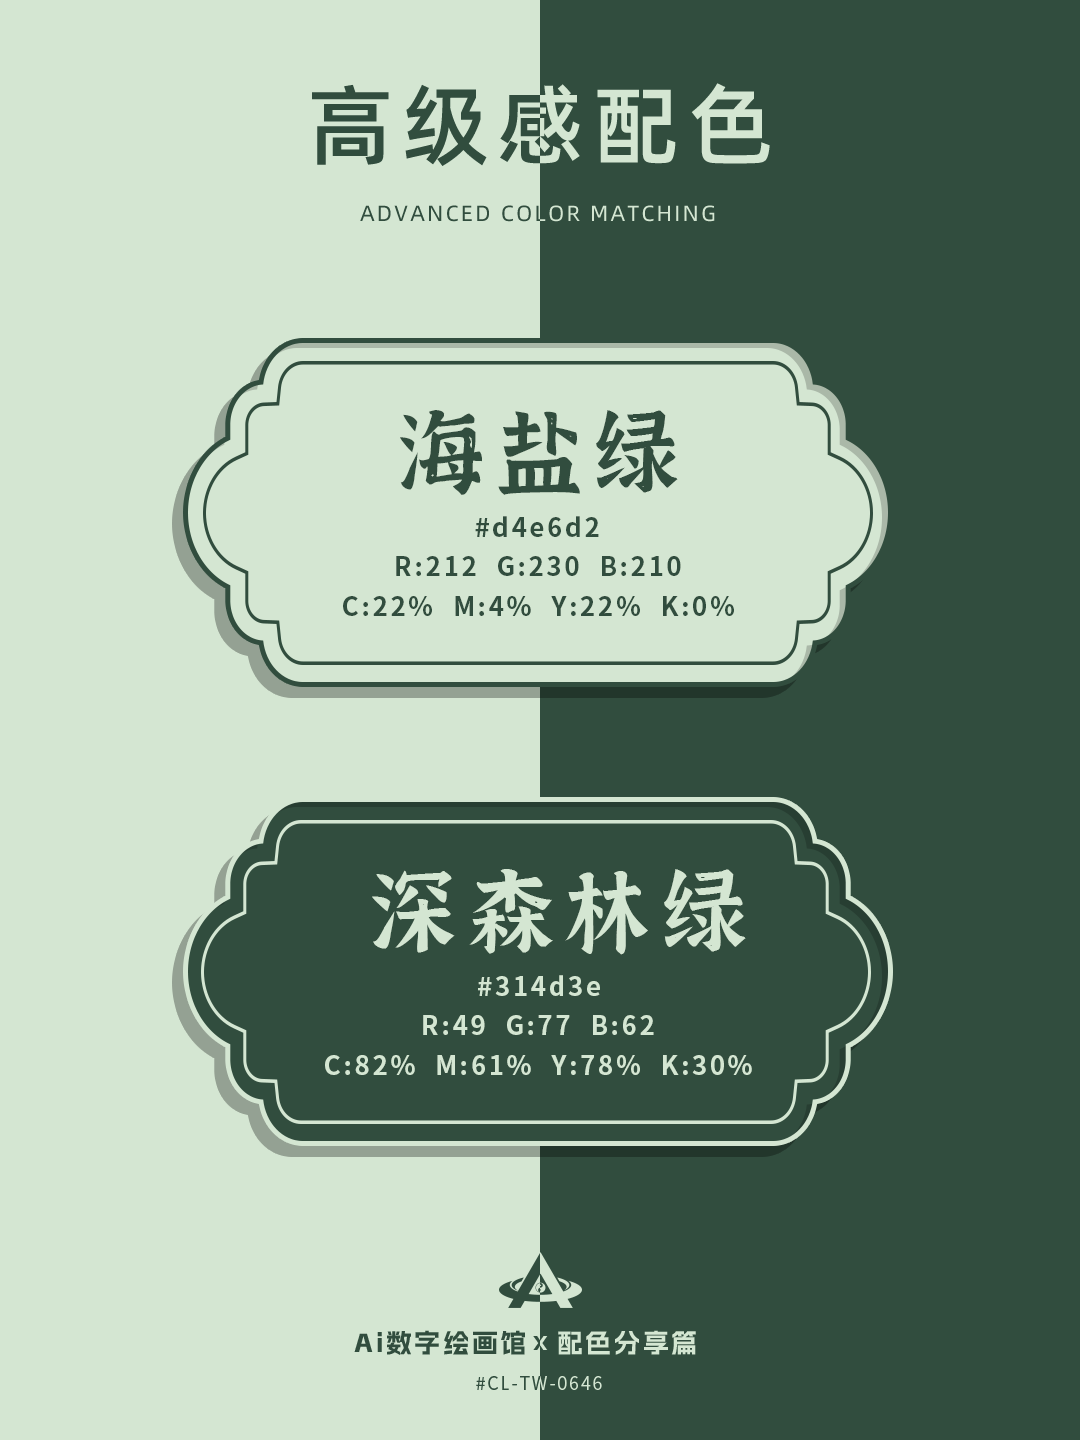 高级感配色
ADVANCED COLOR MATCHING
海盐绿
#d4e6d2
R:212 G:230 B:210
C:22% M:4% Y:22% K:0%
深森林绿
#314d3e
R:49 G:77 B:62
C:82% M:61% Y:78% K:30%
Ai数字绘画馆 x 配色分享篇
#CL-TW-0646